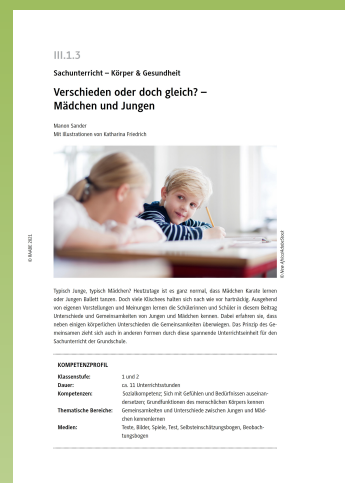 III.1.3
Sachunterricht – Körper & Gesundheit
Verschieden oder doch gleich? –
Mädchen und Jungen
Manon Sander
Mit Illustrationen von Katharina Friedrich
© RAABE 2021
© New Africa/AdobeStock
Typisch Junge, typisch Mädchen? Heutzutage ist es ganz normal, dass Mädchen Karate lernen
oder Jungen Ballett tanzen. Doch viele Klischees halten sich nach wie vor hartnäckig. Ausgehend
von eigenen Vorstellungen und Meinungen lernen die Schülerinnen und Schüler in diesem Beitrag
Unterschiede und Gemeinsamkeiten von Jungen und Mädchen kennen. Dabei erfahren sie, dass
neben einigen körperlichen Unterschieden die Gemeinsamkeiten überwiegen. Das Prinzip des Ge-
meinsamen zieht sich auch in anderen Formen durch diese spannende Unterrichtseinheit für den
Sachunterricht der Grundschule.
KOMPETENZPROFIL
Klassenstufe: 1 und 2
Dauer: ca. 11 Unterrichtsstunden
Kompetenzen: Sozialkompetenz; Sich mit Gefühlen und Bedürfnissen auseinan-
dersetzen; Grundfunktionen des menschlichen Körpers kennen
Thematische Bereiche: Gemeinsamkeiten und Unterschiede zwischen Jungen und Mäd-
chen kennenlernen
Medien: Texte, Bilder, Spiele, Test, Selbsteinschätzungsbogen, Beobach-
tungsbogen